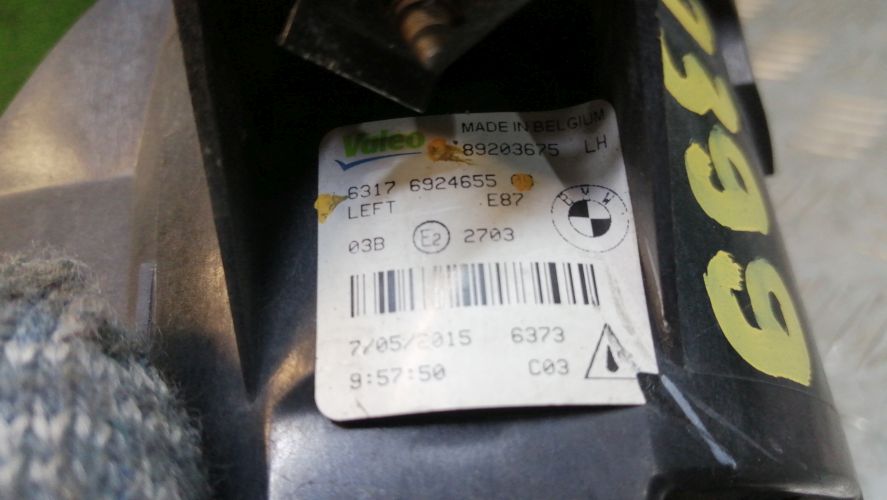 Valeo MADE IN BELGIUM
89203675 LH
6317 6924655
LEFT E87
BMW
03B E2 2703
7/05/2015 6373
9:57:50 C03